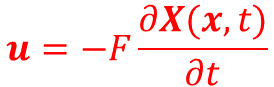 𝒖 = −F ∂𝑿(𝒙, t) / ∂t